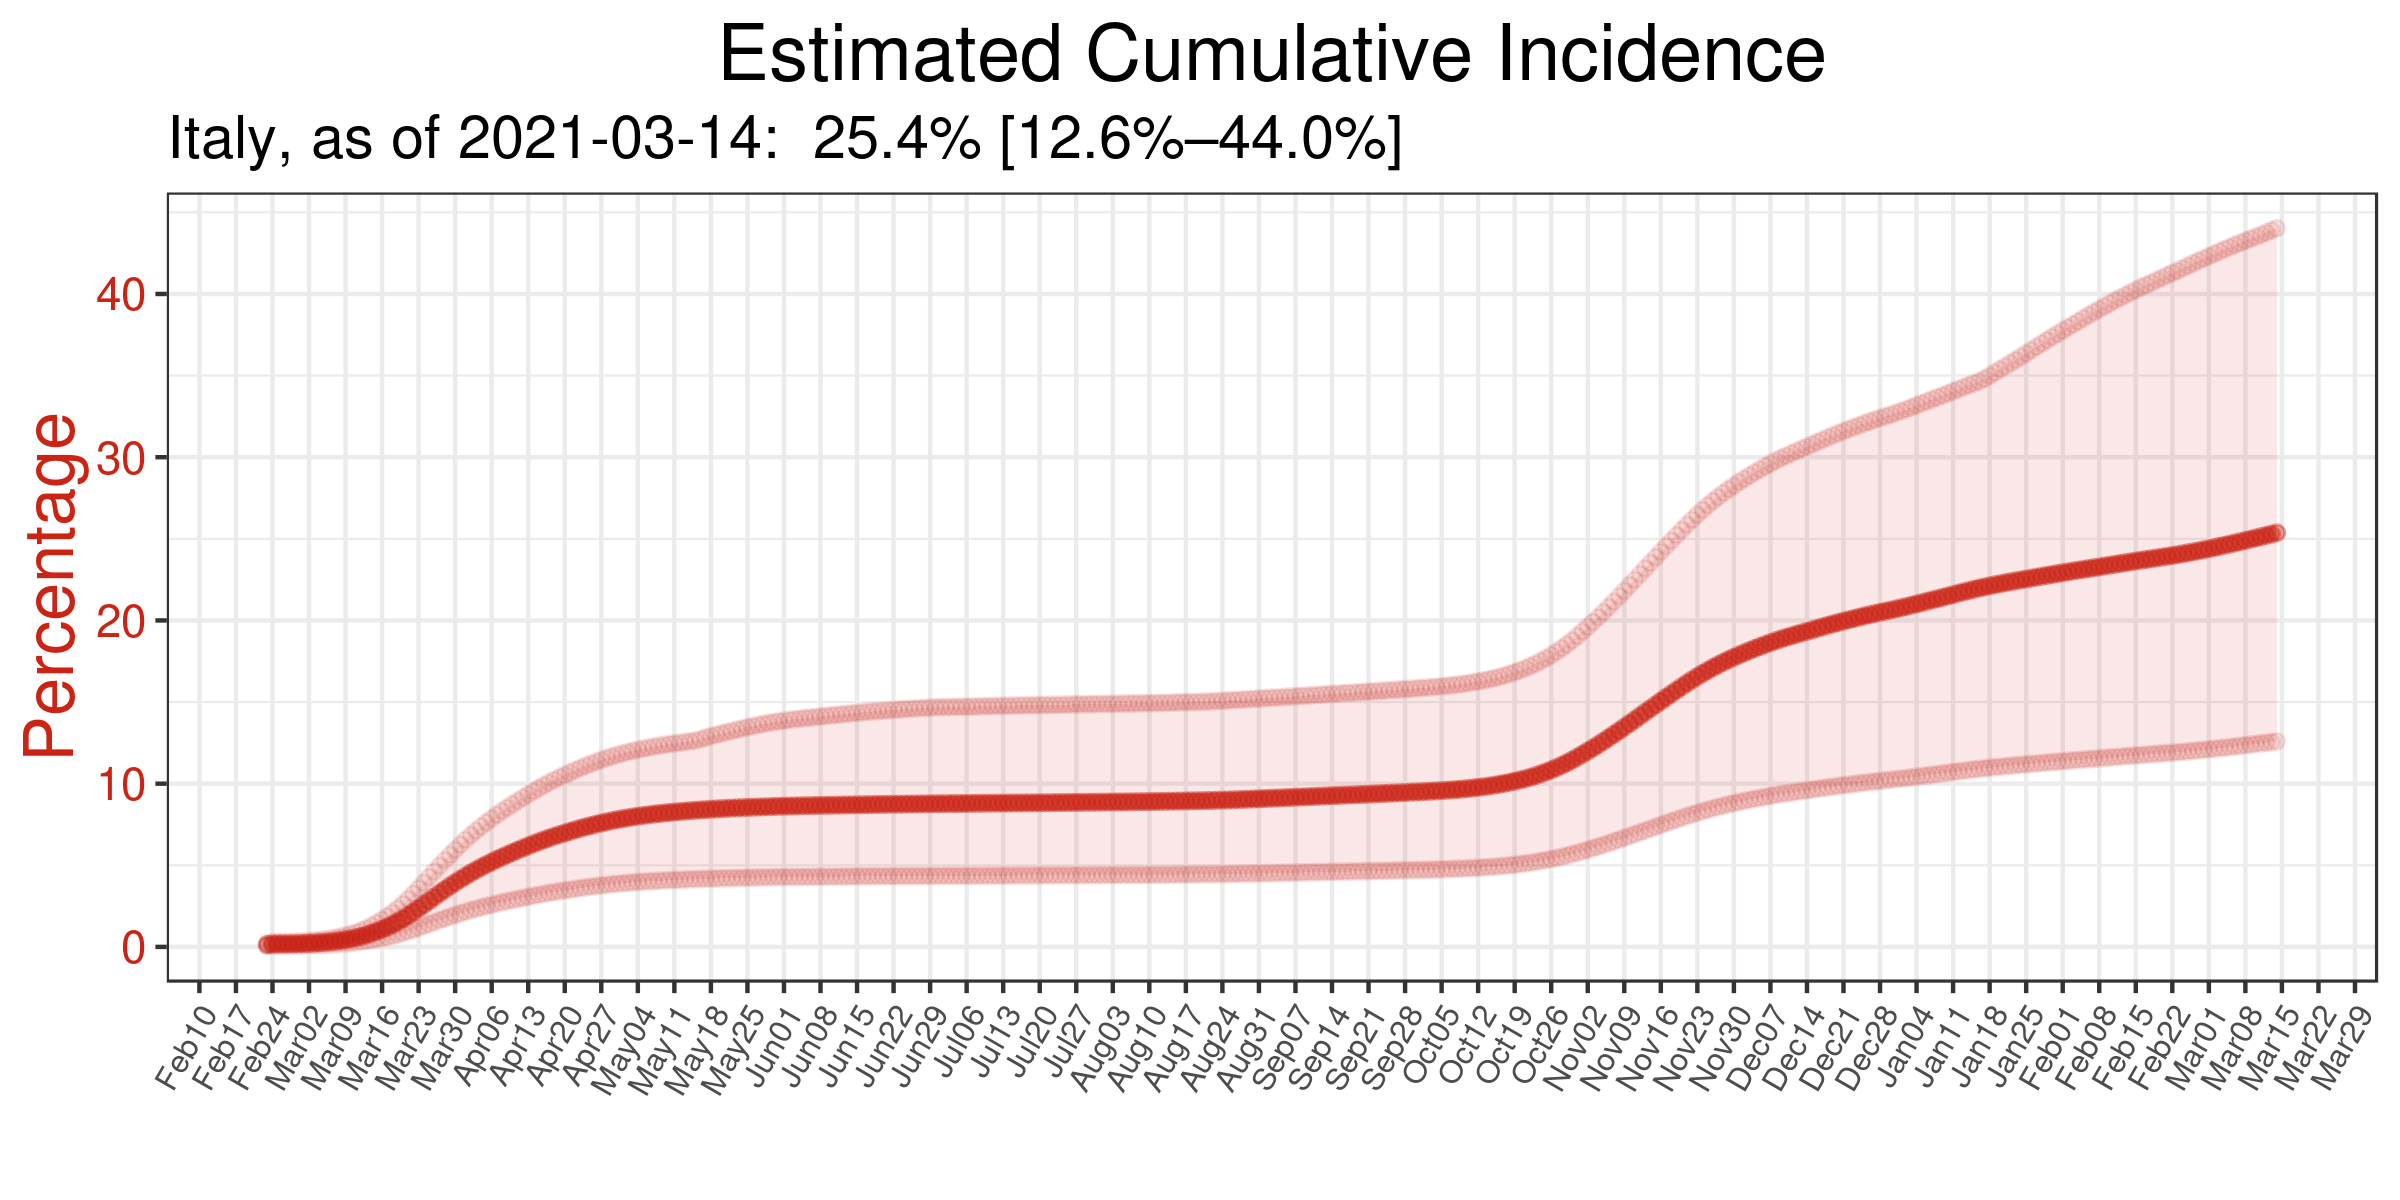 Estimated Cumulative Incidence
Italy, as of 2021-03-14:  25.4% [12.6%–44.0%]
Percentage
40
30
20
10
0
Feb10
Feb17
Feb24
Mar02
Mar09
Mar16
Mar23
Mar30
Apr06
Apr13
Apr20
Apr27
May04
May11
May18
May25
Jun01
Jun08
Jun15
Jun22
Jun29
Jul06
Jul13
Jul20
Jul27
Aug03
Aug10
Aug17
Aug24
Aug31
Sep07
Sep14
Sep21
Sep28
Oct05
Oct12
Oct19
Oct26
Nov02
Nov09
Nov16
Nov23
Nov30
Dec07
Dec14
Dec21
Dec28
Jan04
Jan11
Jan18
Jan25
Feb01
Feb08
Feb15
Feb22
Mar01
Mar08
Mar15
Mar22
Mar29